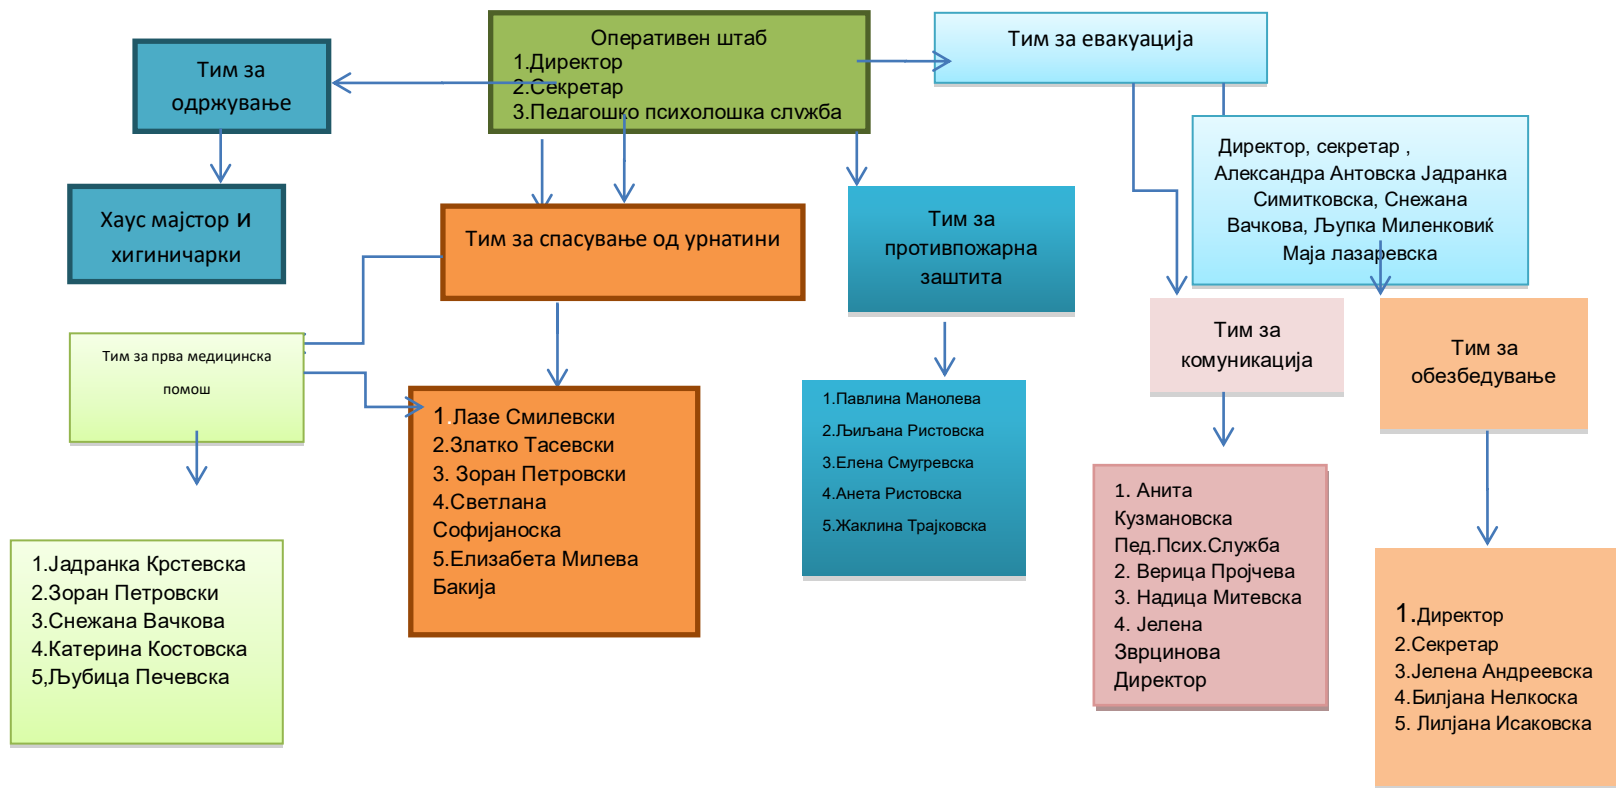 Оперативен штаб
1.Директор
2.Секретар
3.Педагошко психолошка служба
Тим за евакуација
Тим за
одржување
Директор, секретар ,
Александра Антовска Јадранка
Симитковска, Снежана
Вачкова, Љупка Миленковиќ
Маја лазаревска
Хаус мајстор и
хигиничарки
Тим за спасување од урнатини
Тим за
противпожарна
заштита
Тим за
комуникација
Тим за
обезбедување
Тим за прва медицинска
помош
1.Лазе Смилевски
2.Златко Тасевски
3. Зоран Петровски
4.Светлана
Софијаноска
5.Елизабета Милева
Бакија
1.Павлина Манолева
2.Љиљана Ристовска
3.Елена Смугревска
4.Анета Ристовска
5.Жаклина Трајковска
1. Анита
Кузмановска
Пед.Псих.Служба
2. Верица Пројчева
3. Надица Митевска
4. Јелена
Зврцинова
Директор
1.Јадранка Крстевска
2.Зоран Петровски
3.Снежана Вачкова
4.Катерина Костовска
5,Љубица Печевска
1.Директор
2.Секретар
3.Јелена Андреевска
4.Билјана Нелкоска
5. Лилјана Исаковска